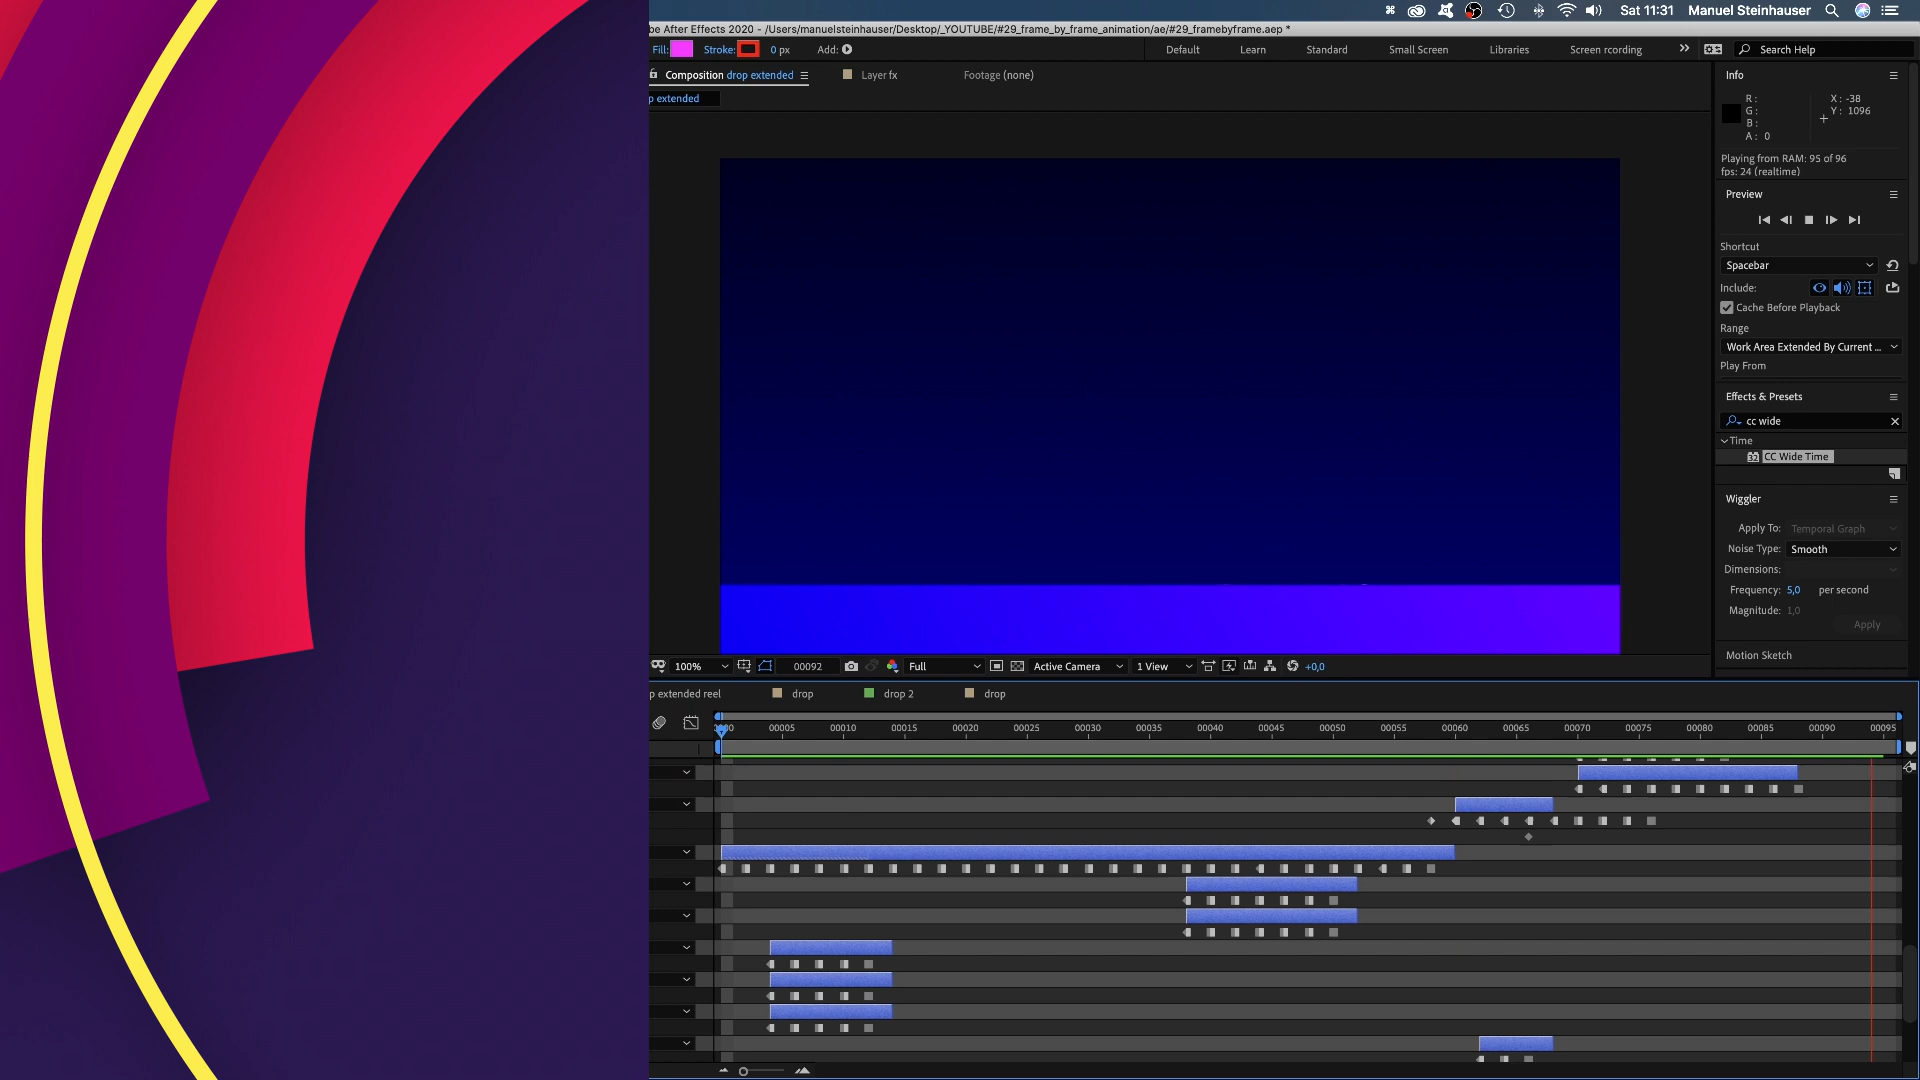 Sat 11:31 Manuel Steinhauser
be After Effects 2020 - /Users/manuelsteinhauser/Desktop/_YOUTUBE/#29_frame_by_frame_animation/ae/#29_framebyframe.aep *
Fill: Stroke: 0 px Add: Default Learn Standard Small Screen Libraries Screen rcording Search Help
Composition drop extended Layer fx Footage (none) Info
p extended
R : X : -38
G : Y : 1096
B :
A : 0
Playing from RAM: 95 of 96
fps: 24 (realtime)
Preview
Shortcut
Spacebar
Include:
Cache Before Playback
Range
Work Area Extended By Current ...
Play From
Effects & Presets
cc wide
Time
32 CC Wide Time
Wiggler
Apply To: Temporal Graph
Noise Type: Smooth
Dimensions:
Frequency: 5,0 per second
Magnitude: 1,0
Apply
Motion Sketch
100% 00092 Full Active Camera 1 View +0,0
p extended reel drop drop 2 drop
00005 00010 00015 00020 00025 00030 00035 00040 00045 00050 00055 00060 00065 00070 00075 00080 00085 00090 00095